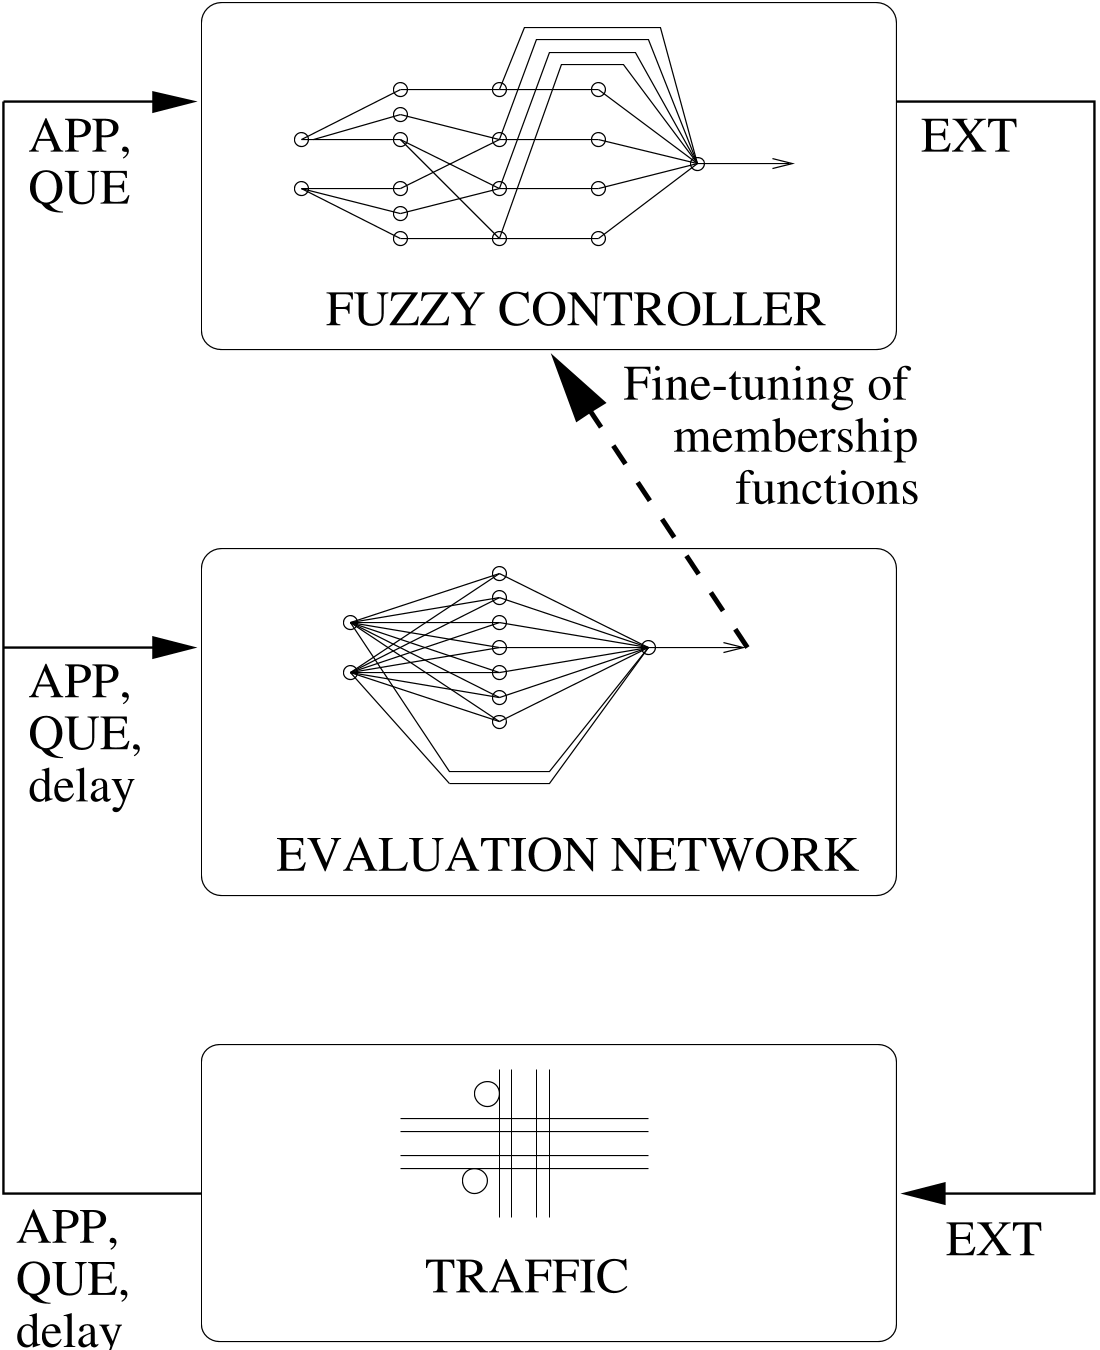 APP,
QUE
EXT
FUZZY CONTROLLER
Fine-tuning of
membership
functions
APP,
QUE,
delay
EVALUATION NETWORK
APP,
QUE,
delay
TRAFFIC
EXT